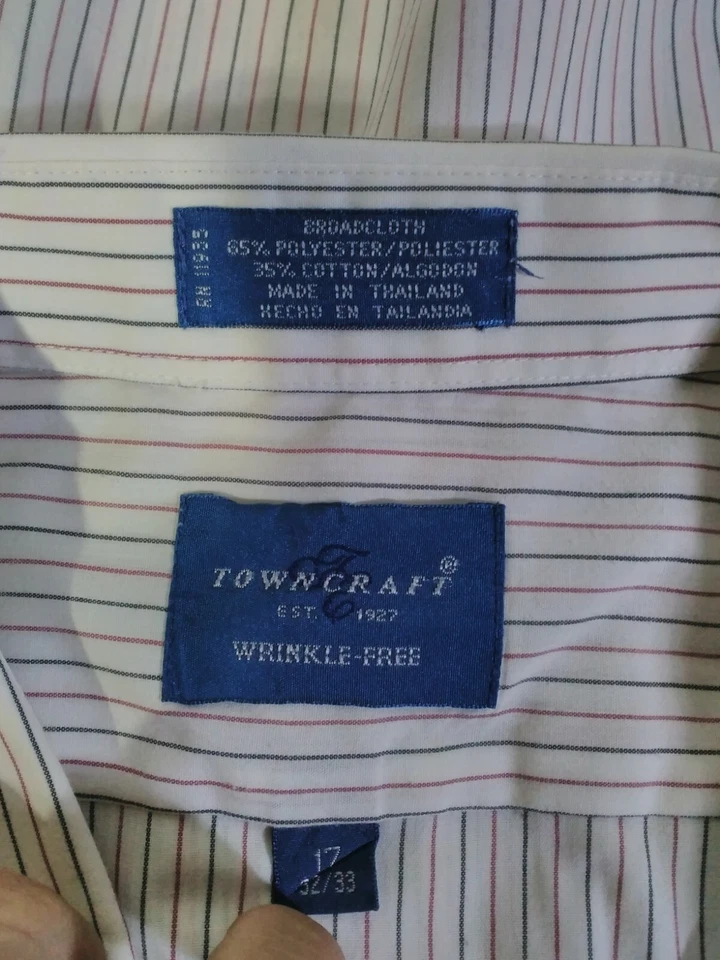 BROADCLOTH
65% POLYESTER/POLIESTER
35% COTTON/ALGODON
MADE IN THAILAND
HECHO EN TAILANDIA
RN 11935
TOWNCRAFT®
EST. 1927
WRINKLE-FREE
17
32/33